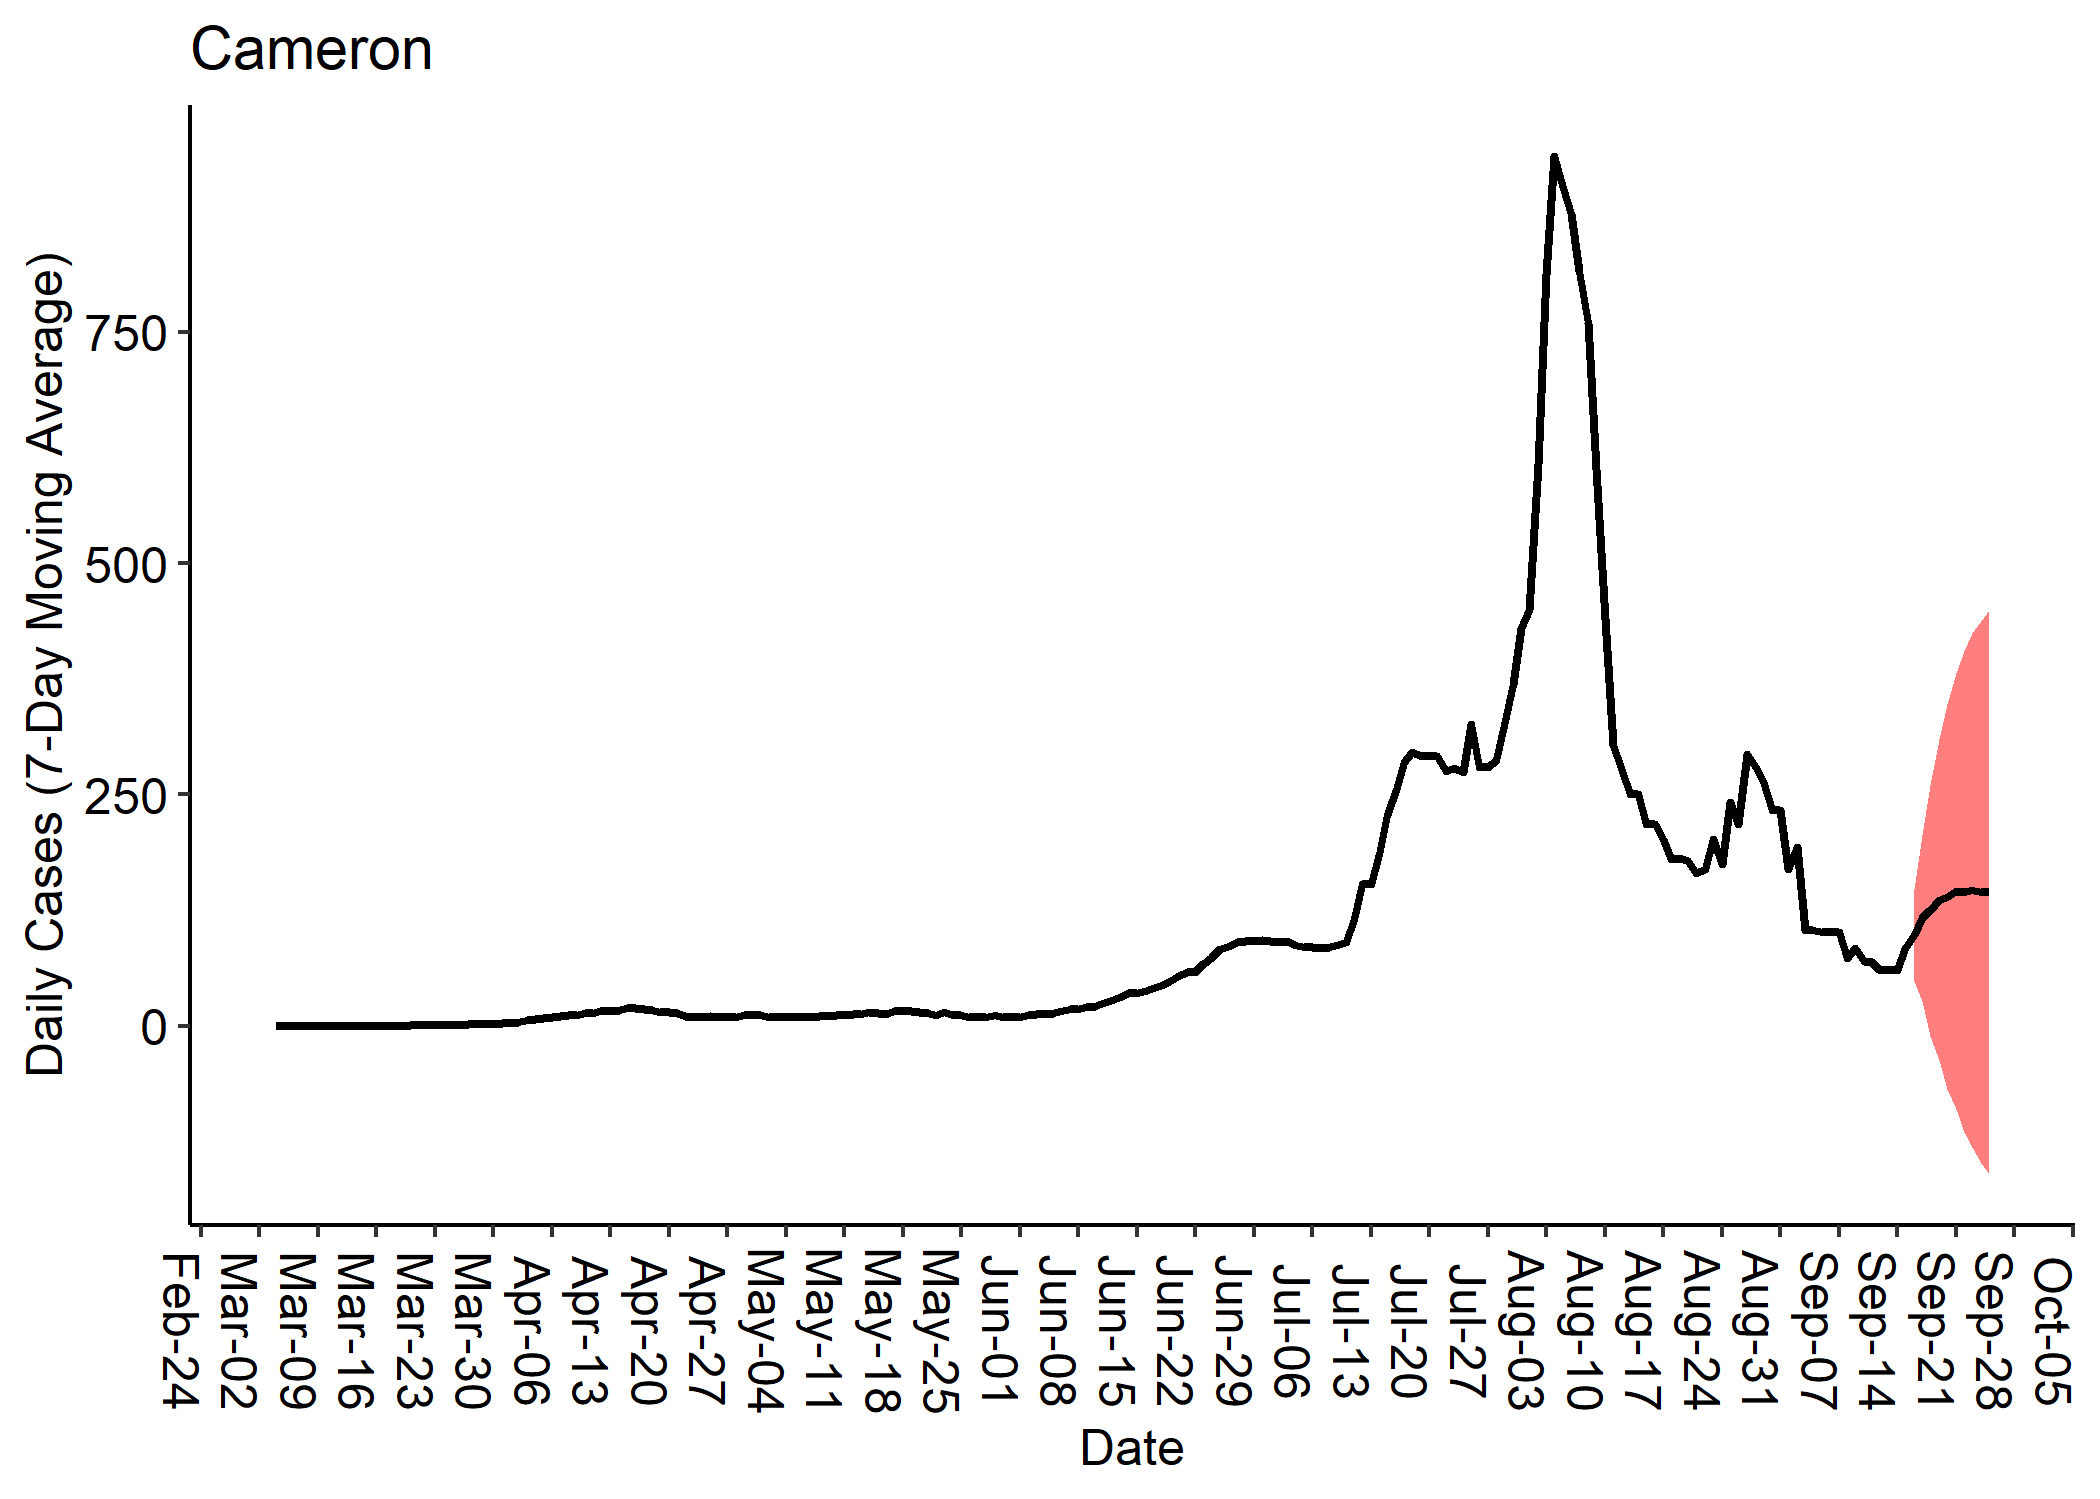 Cameron
Daily Cases (7-Day Moving Average)
750
500
250
0
Feb-24
Mar-02
Mar-09
Mar-16
Mar-23
Mar-30
Apr-06
Apr-13
Apr-20
Apr-27
May-04
May-11
May-18
May-25
Jun-01
Jun-08
Jun-15
Jun-22
Jun-29
Jul-06
Jul-13
Jul-20
Jul-27
Aug-03
Aug-10
Aug-17
Aug-24
Aug-31
Sep-07
Sep-14
Sep-21
Sep-28
Oct-05
Date